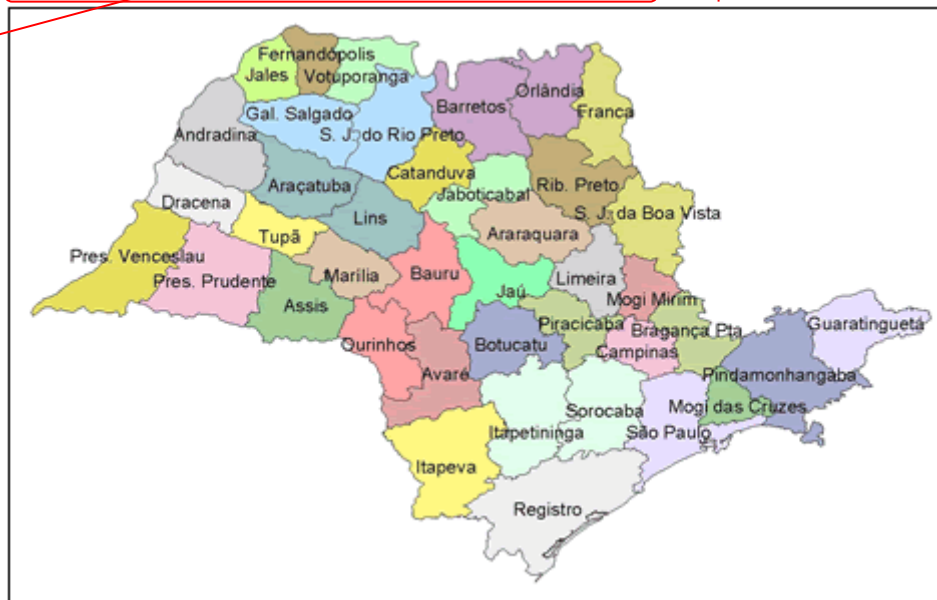 Fernandópolis
Jales
Votuporanga
Orlândia
Barretos
Franca
Gal. Salgado
Andradina
S. J. do Rio Preto
Catanduva
Araçatuba
Rib. Preto
Jaboticabal
Dracena
Lins
S. J. da Boa Vista
Tupã
Araraquara
Pres. Venceslau
Pres. Prudente
Marília
Bauru
Limeira
Jaú
Assis
Mogi Mirim
Piracicaba
Bragança Pta
Guaratinguetá
Ourinhos
Botucatu
Campinas
Avaré
Pindamonhangaba
Sorocaba
Mogi das Cruzes
Itapetininga
São Paulo
Itapeva
Registro